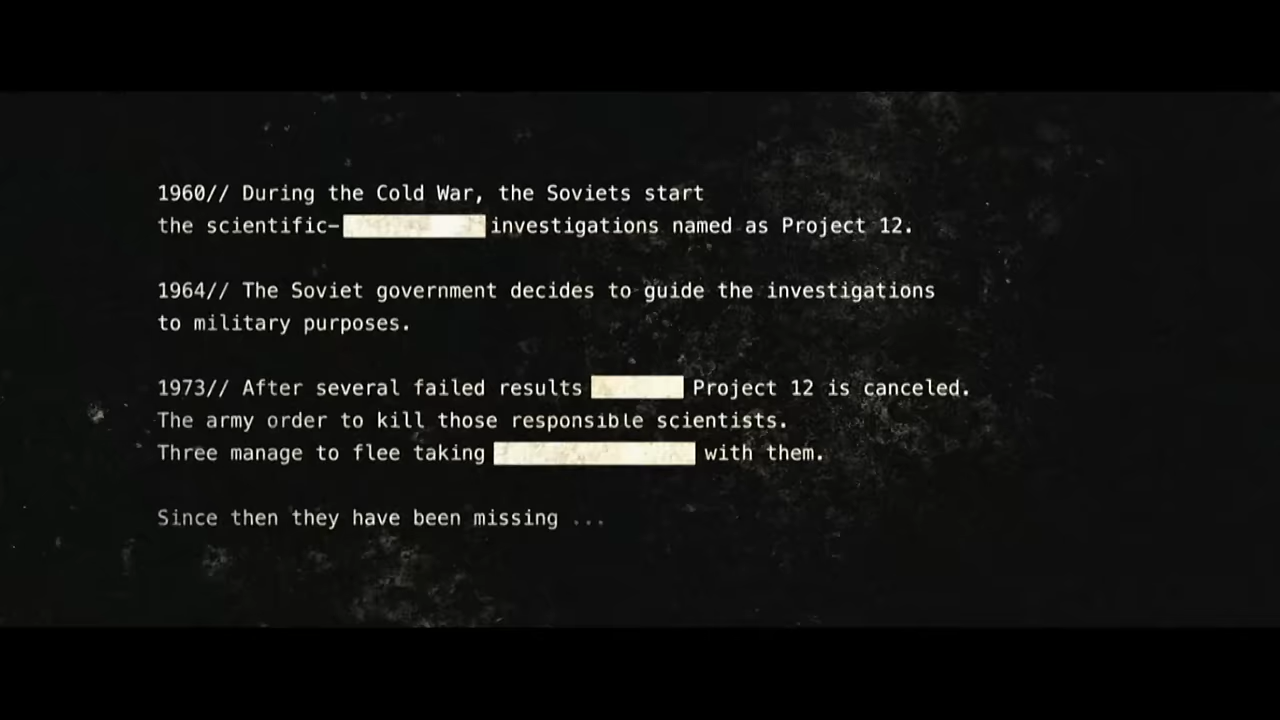 1960// During the Cold War, the Soviets start
the scientific- investigations named as Project 12.
1964// The Soviet government decides to guide the investigations
to military purposes.
1973// After several failed results Project 12 is canceled.
The army order to kill those responsible scientists.
Three manage to flee taking with them.
Since then they have been missing ...